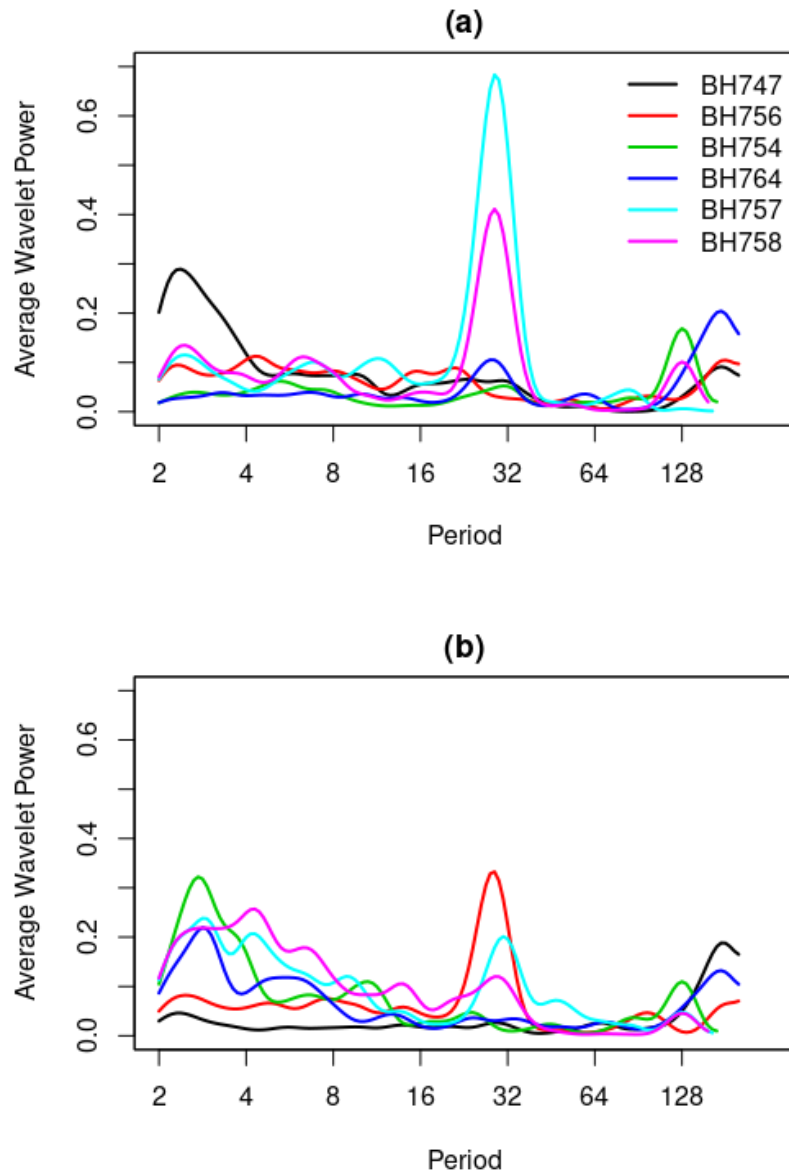 (a)
Average Wavelet Power
0.6
0.4
0.2
0.0
BH747
BH756
BH754
BH764
BH757
BH758
2 4 8 16 32 64 128
Period
(b)
Average Wavelet Power
0.6
0.4
0.2
0.0
2 4 8 16 32 64 128
Period